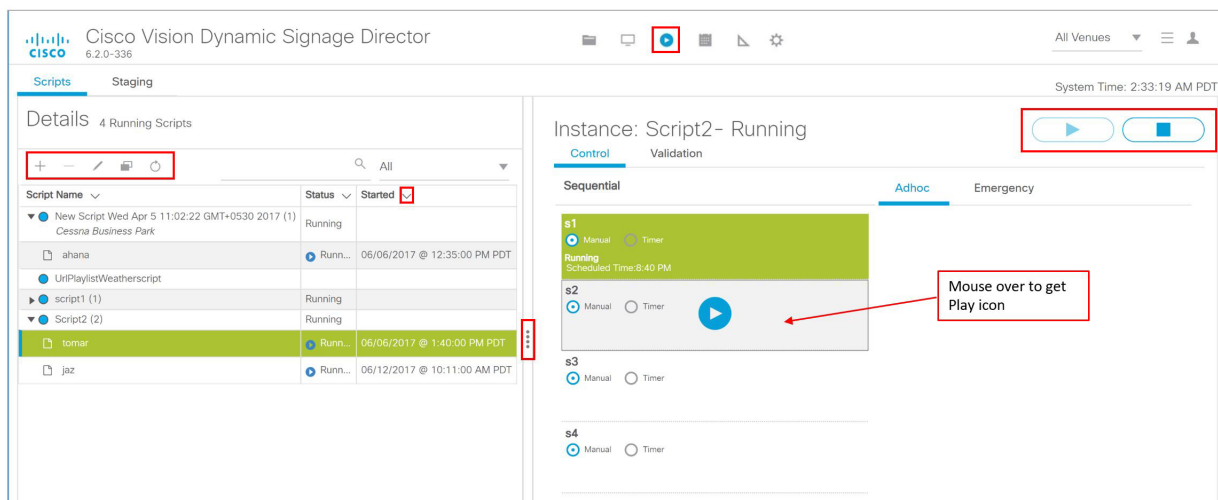 Cisco Vision Dynamic Signage Director
CISCO
6.2.0-336
All Venues
Scripts Staging
System Time: 2:33:19 AM PDT
Details 4 Running Scripts
All
Script Name Status Started
New Script Wed Apr 5 11:02:22 GMT+0530 2017 (1) Running
Cessna Business Park
ahana Runn... 06/06/2017 @ 12:35:00 PM PDT
UrlPlaylistWeatherscript
script1 (1) Running
Script2 (2) Running
tomar Runn... 06/06/2017 @ 1:40:00 PM PDT
jaz Runn... 06/12/2017 @ 10:11:00 AM PDT
Instance: Script2- Running
Control Validation
Sequential
Adhoc Emergency
s1
Manual Timer
Running
Scheduled Time:8:40 PM
s2
Manual Timer
Mouse over to get
Play icon
s3
Manual Timer
s4
Manual Timer